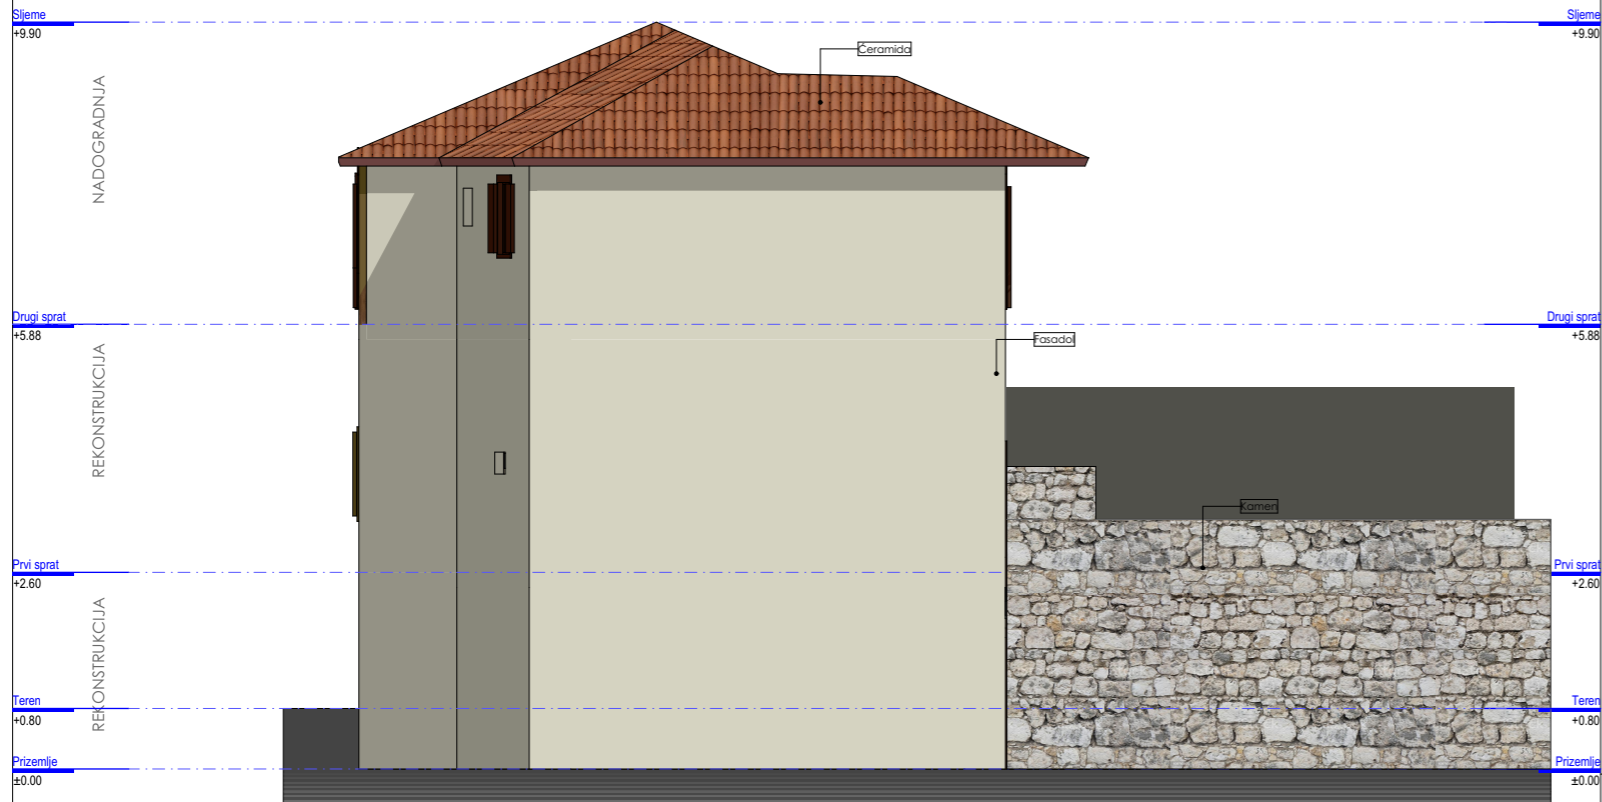 Sljeme
+9.90
Sljeme
+9.90
Ćeramida
NADOGRADNJA
Drugi sprat
+5.88
Drugi sprat
+5.88
Fasadol
REKONSTRUKCIJA
Kamen
Prvi sprat
+2.60
Prvi sprat
+2.60
REKONSTRUKCIJA
Teren
+0.80
Teren
+0.80
Prizemlje
±0.00
Prizemlje
±0.00